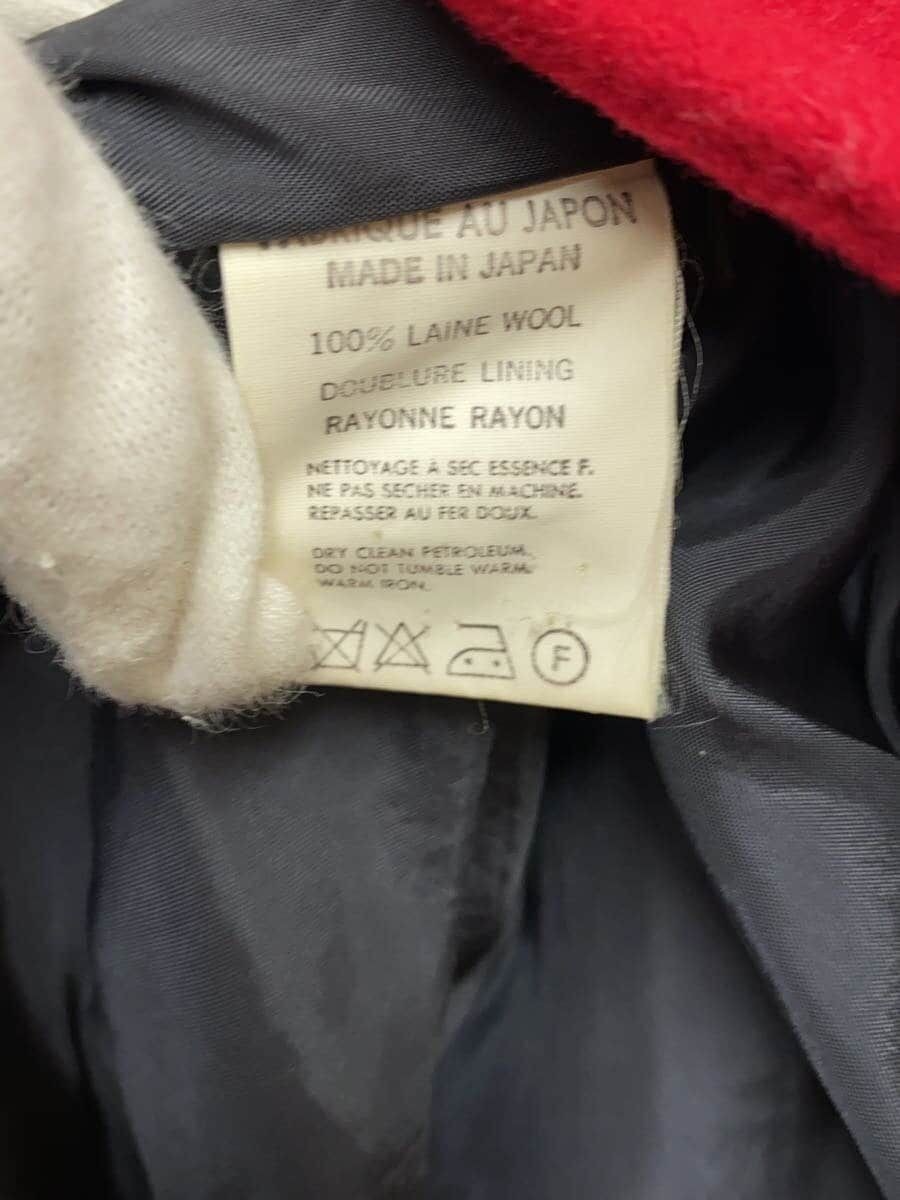 FABRIQUE AU JAPON
MADE IN JAPAN
100% LAINE WOOL
DOUBLURE LINING
RAYONNE RAYON
NETTOYAGE À SEC ESSENCE F.
NE PAS SECHER EN MACHINE.
REPASSER AU FER DOUX.
DRY CLEAN PETROLEUM.
DO NOT TUMBLE WARM.
WARM IRON.
F